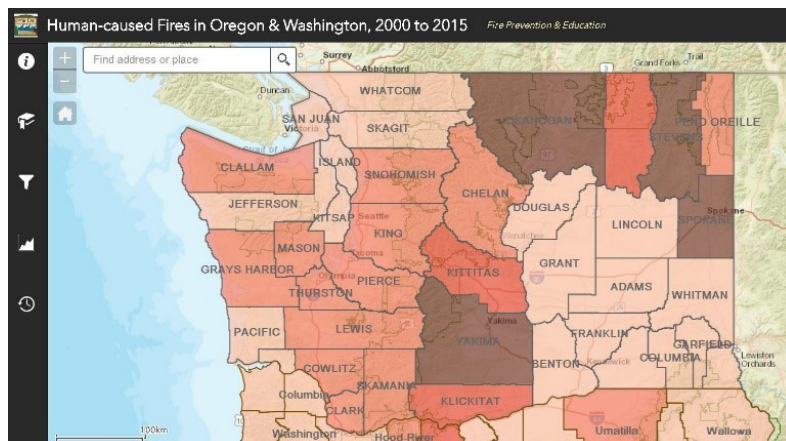 Human-caused Fires in Oregon & Washington, 2000 to 2015 Fire Prevention & Education
Find address or place
Surrey
Abbotsford
Trail
Grand Forks
3
Duncan
WHATCOM
SAN JUAN
Victoria
OKANOGAN
PEND OREILLE
SKAGIT
STEVENS
Strait of
ISLAND
CLALLAM
SNOHOMISH
CHELAN
JEFFERSON
DOUGLAS
KITSAP
Seattle
Spokane
LINCOLN
SPOKANE
KING
Wenatchee
MASON
Tacoma
GRANT
GRAYS HARBOR
Olympia
PIERCE
KITTITAS
THURSTON
ADAMS
WHITMAN
PACIFIC
LEWIS
Yakima
YAKIMA
FRANKLIN
GARFIELD
Lewiston
Orchards
BENTON
Kennewick
COLUMBIA
COWLITZ
SKAMANIA
Columbia
KLICKITAT
CLARK
Washington
Hood River
Umatilla
Wallowa
100km